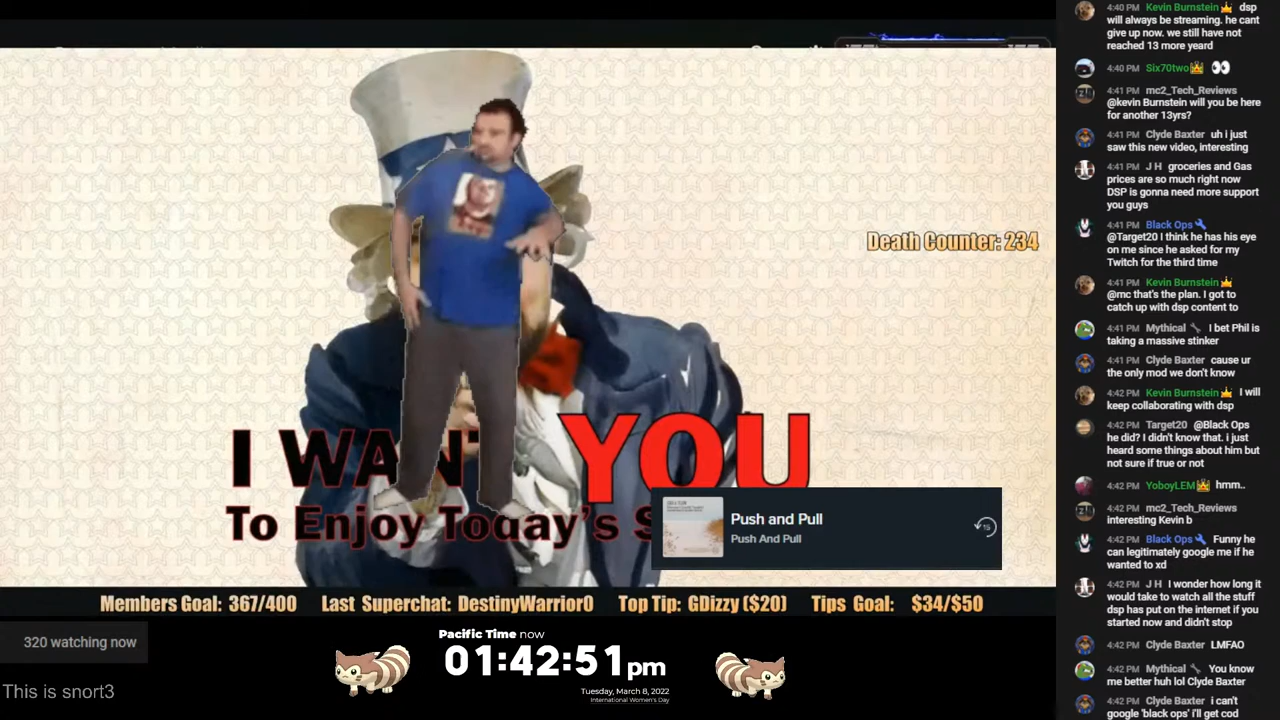 Death Counter: 234
I WANT YOU
To Enjoy Today's S
Push and Pull
Push And Pull
15
Members Goal: 367/400 Last Superchat: DestinyWarrior0 Top Tip: GDizzy ($20) Tips Goal: $34/$50
320 watching now
This is snort3
Pacific Time now
01:42:51pm
Tuesday, March 8, 2022
International Women's Day
4:40 PM Kevin Burnstein dsp
will always be streaming. he cant
give up now. we still have not
reached 13 more yeard
4:40 PM Six70two
4:41 PM mc2_Tech_Reviews
@kevin Burnstein will you be here
for another 13yrs?
4:41 PM Clyde Baxter uh i just
saw this new video, interesting
4:41 PM J H groceries and Gas
prices are so much right now
DSP is gonna need more support
you guys
4:41 PM Black Ops
@Target20 I think he has his eye
on me since he asked for my
Twitch for the third time
4:41 PM Kevin Burnstein
@mc that's the plan. I got to
catch up with dsp content to
4:41 PM Mythical I bet Phil is
taking a massive stinker
4:41 PM Clyde Baxter cause ur
the only mod we don't know
4:42 PM Kevin Burnstein I will
keep collaborating with dsp
4:42 PM Target20 @Black Ops
he did? I didn't know that. i just
heard some things about him but
not sure if true or not
4:42 PM YoboyLEM hmm..
4:42 PM mc2_Tech_Reviews
interesting Kevin b
4:42 PM Black Ops Funny he
can legitimately google me if he
wanted to xd
4:42 PM J H I wonder how long it
would take to watch all the stuff
dsp has put on the internet if you
started now and didn't stop
4:42 PM Clyde Baxter LMFAO
4:42 PM Mythical You know
me better huh lol Clyde Baxter
4:42 PM Clyde Baxter i can't
google 'black ops' i'll get cod